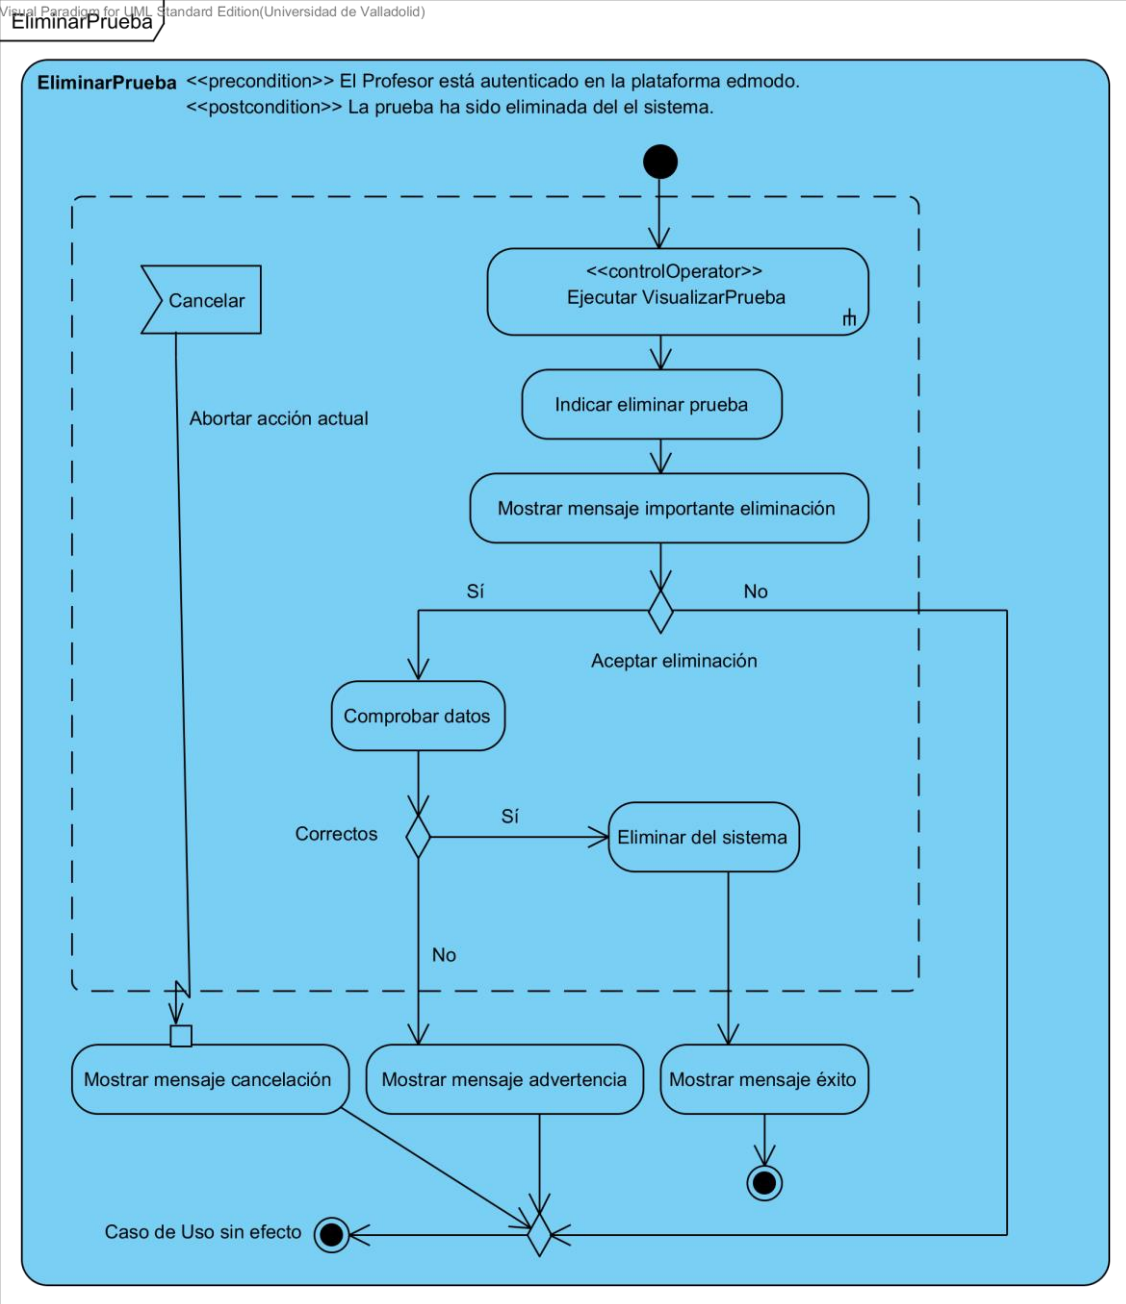 Visual Paradigm for UML Standard Edition(Universidad de Valladolid)
EliminarPrueba
EliminarPrueba <<precondition>> El Profesor está autenticado en la plataforma edmodo.
<<postcondition>> La prueba ha sido eliminada del el sistema.
<<controlOperator>>
Ejecutar VisualizarPrueba
Cancelar
Indicar eliminar prueba
Abortar acción actual
Mostrar mensaje importante eliminación
Sí
No
Aceptar eliminación
Comprobar datos
Correctos
Sí
Eliminar del sistema
No
Mostrar mensaje cancelación
Mostrar mensaje advertencia
Mostrar mensaje éxito
Caso de Uso sin efecto